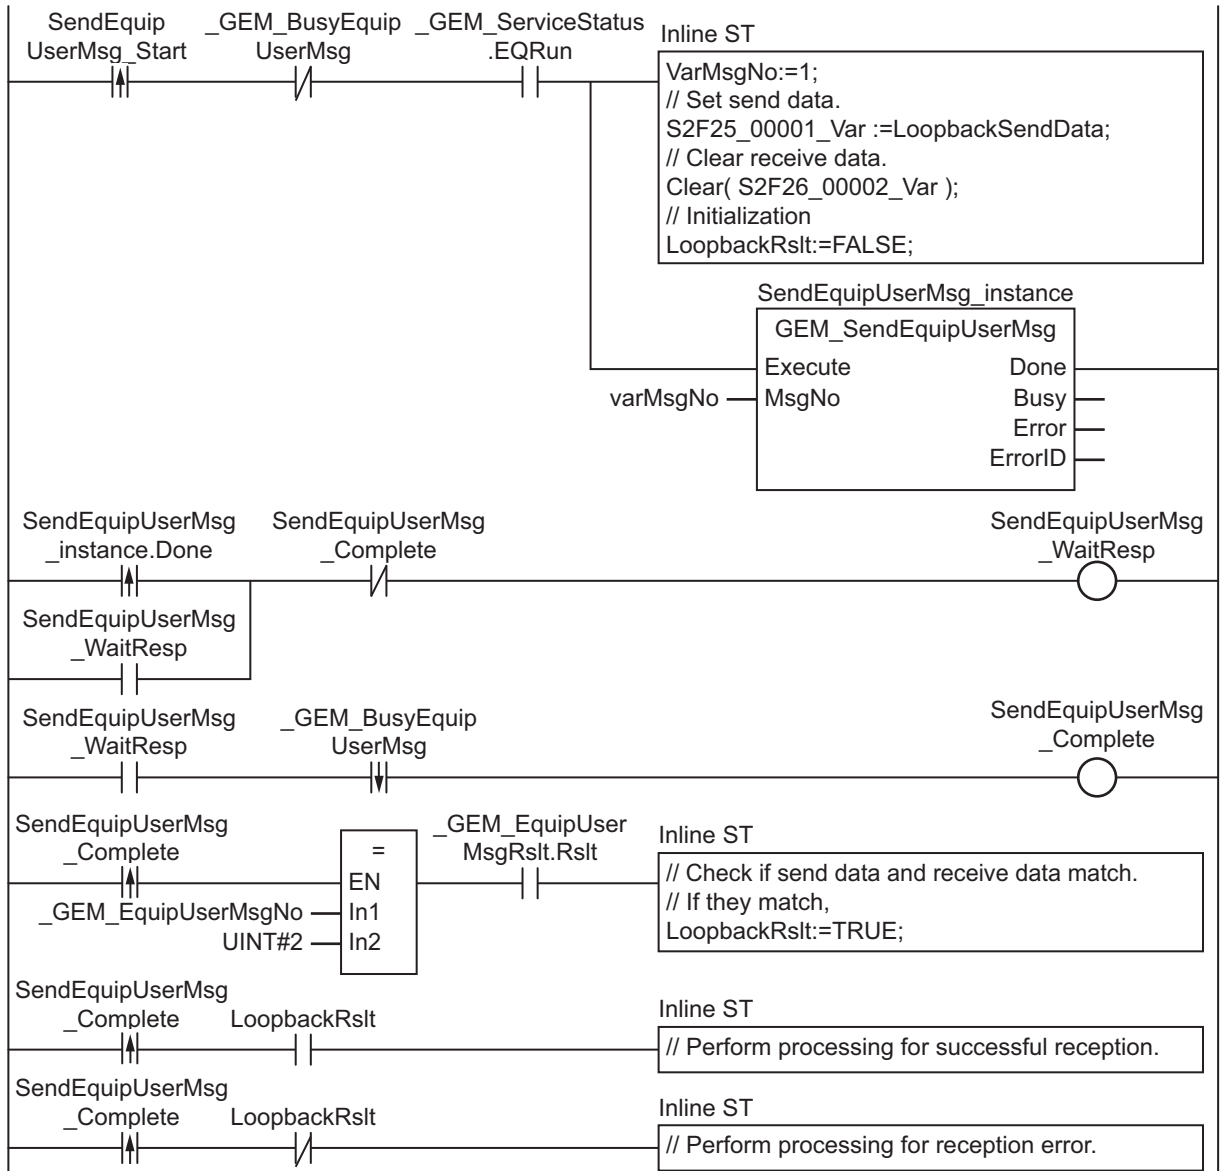 SendEquip
UserMsg_Start
_GEM_BusyEquip
UserMsg
_GEM_ServiceStatus
.EQRun
Inline ST
VarMsgNo:=1;
// Set send data.
S2F25_00001_Var :=LoopbackSendData;
// Clear receive data.
Clear( S2F26_00002_Var );
// Initialization
LoopbackRslt:=FALSE;
SendEquipUserMsg_instance
GEM_SendEquipUserMsg
Execute
Done
varMsgNo
MsgNo
Busy
Error
ErrorID
SendEquipUserMsg
_instance.Done
SendEquipUserMsg
_Complete
SendEquipUserMsg
_WaitResp
SendEquipUserMsg
_WaitResp
SendEquipUserMsg
_WaitResp
_GEM_BusyEquip
UserMsg
SendEquipUserMsg
_Complete
SendEquipUserMsg
_Complete
=
EN
_GEM_EquipUserMsgNo
In1
UINT#2
In2
_GEM_EquipUser
MsgRslt.Rslt
Inline ST
// Check if send data and receive data match.
// If they match,
LoopbackRslt:=TRUE;
SendEquipUserMsg
_Complete
LoopbackRslt
Inline ST
// Perform processing for successful reception.
SendEquipUserMsg
_Complete
LoopbackRslt
Inline ST
// Perform processing for reception error.